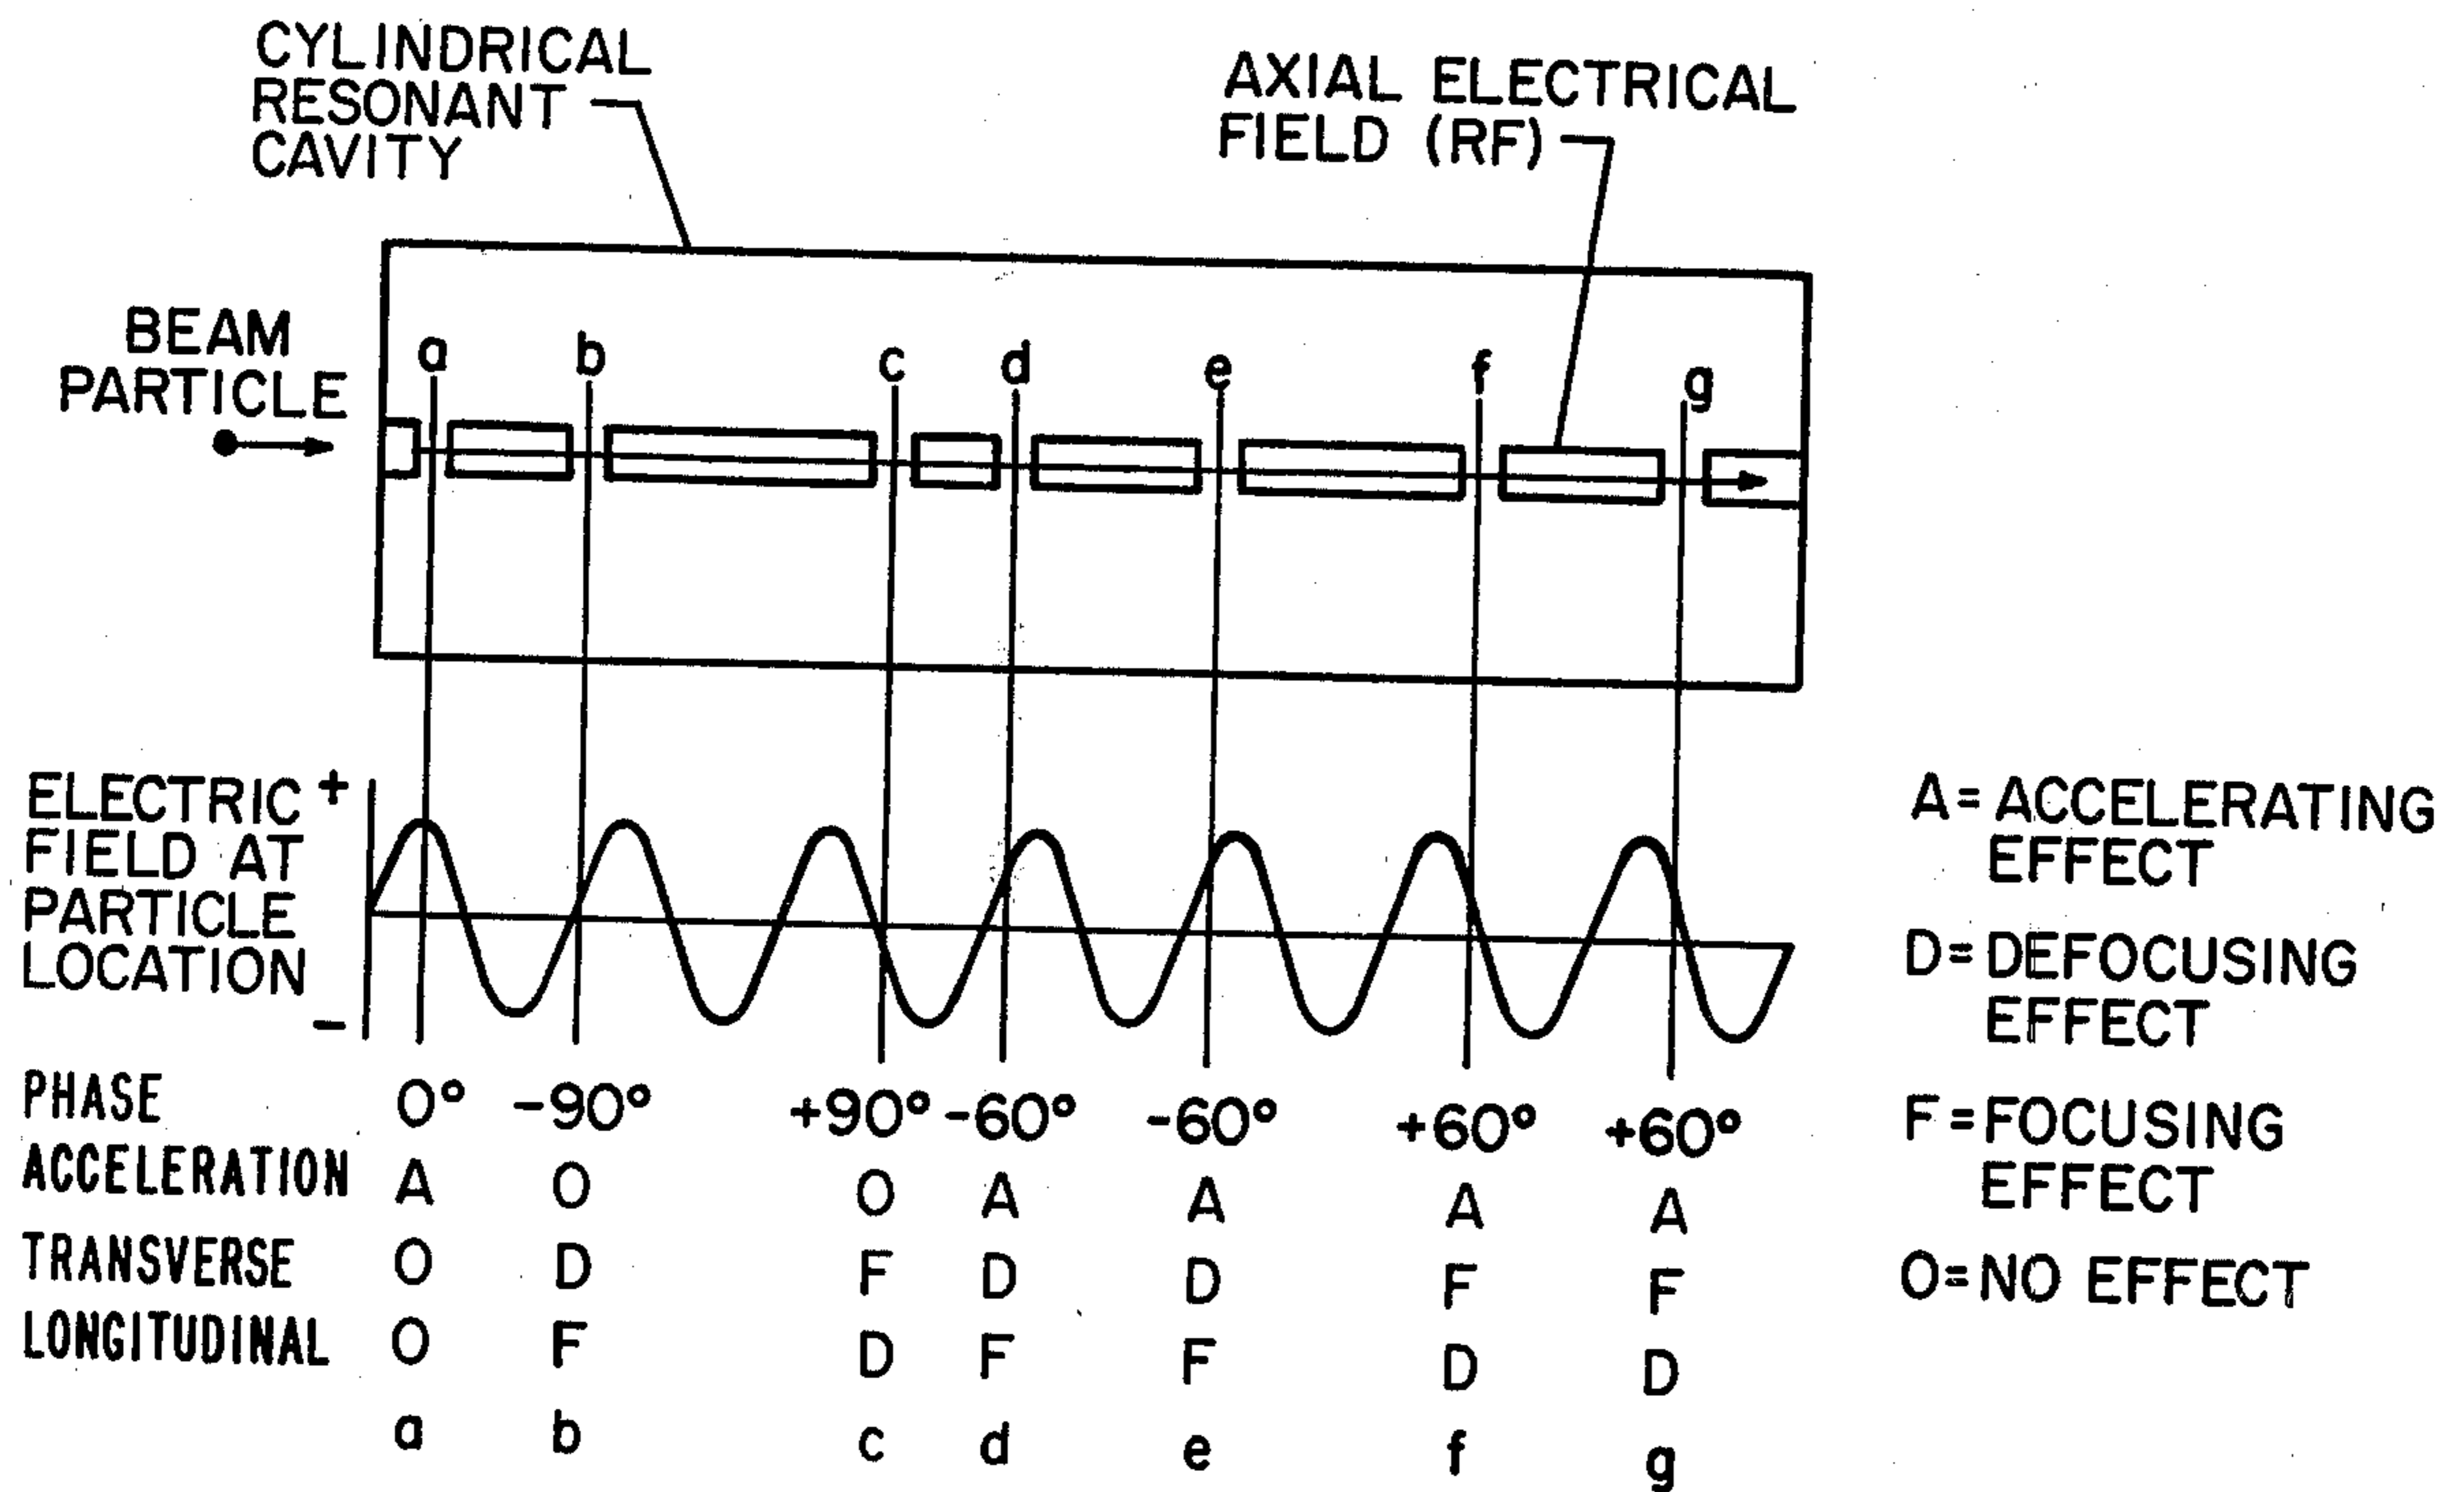 CYLINDRICAL
RESONANT
CAVITY
AXIAL ELECTRICAL
FIELD (RF)
BEAM
PARTICLE
a b c d e f g
ELECTRIC +
FIELD AT
PARTICLE
LOCATION
−
A= ACCELERATING
EFFECT
D= DEFOCUSING
EFFECT
F= FOCUSING
EFFECT
O= NO EFFECT
PHASE 0° -90° +90° -60° -60° +60° +60°
ACCELERATION A O O A A A A
TRANSVERSE O D F D D F F
LONGITUDINAL O F D F F D D
a b c d e f g